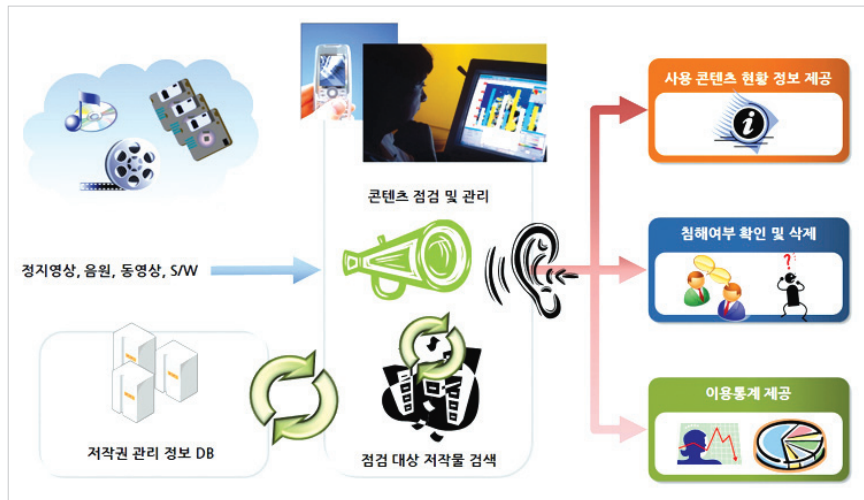 사용 콘텐츠 현황 정보 제공
콘텐츠 점검 및 관리
침해여부 확인 및 삭제
정지영상, 음원, 동영상, S/W
이용통계 제공
저작권 관리 정보 DB
점검 대상 저작물 검색